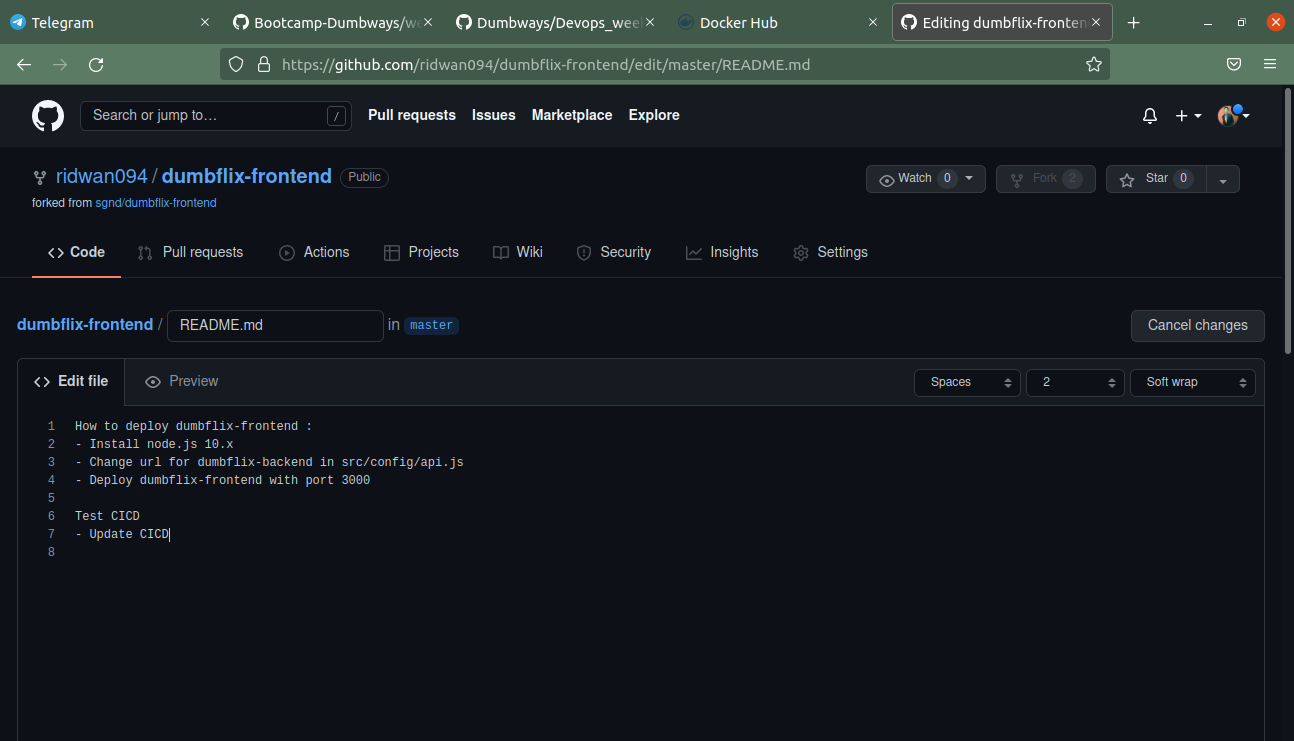 Telegram
Bootcamp-Dumbways/we
Dumbways/Devops_wee
Docker Hub
Editing dumbflix-fronten
https://github.com/ridwan094/dumbflix-frontend/edit/master/README.md
Search or jump to… /
Pull requests Issues Marketplace Explore
ridwan094 / dumbflix-frontend Public
Watch 0 Fork 2 Star 0
forked from sgnd/dumbflix-frontend
Code Pull requests Actions Projects Wiki Security Insights Settings
dumbflix-frontend / README.md in master Cancel changes
Edit file Preview Spaces 2 Soft wrap
1 How to deploy dumbflix-frontend :
2 - Install node.js 10.x
3 - Change url for dumbflix-backend in src/config/api.js
4 - Deploy dumbflix-frontend with port 3000
5
6 Test CICD
7 - Update CICD
8